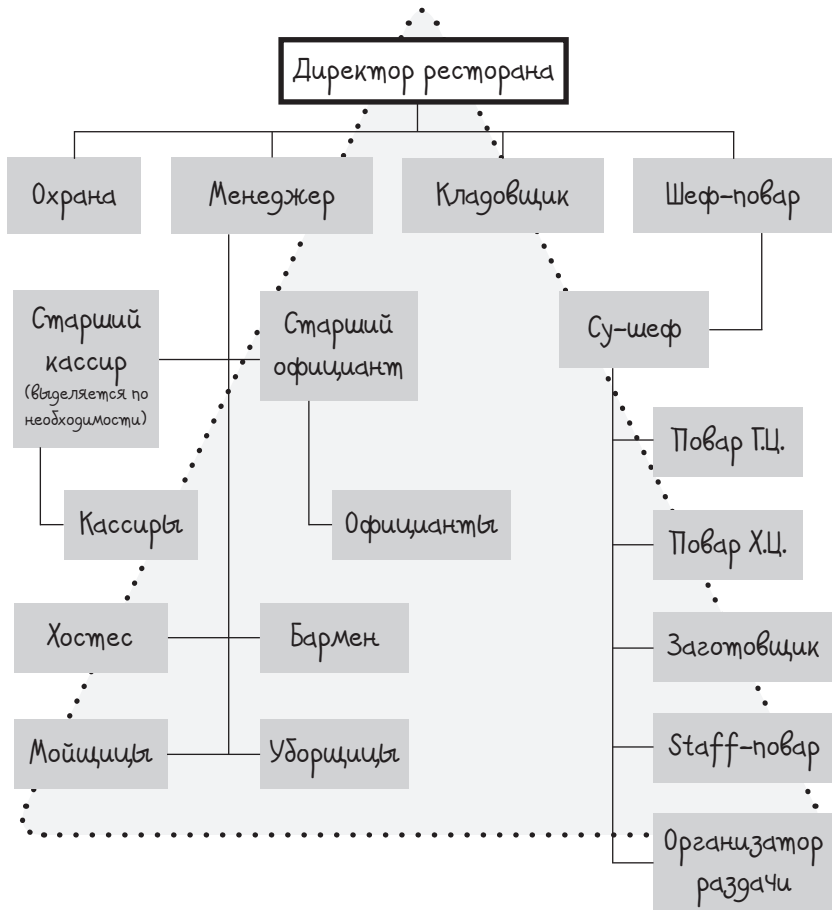 Директор ресторана
Охрана
Менеджер
Кладовщик
Шеф-повар
Старший
кассир
(выделяется по
необходимости)
Старший
официант
Су-шеф
Повар Г.Ц.
Кассиры
Официанты
Повар Х.Ц.
Хостес
Бармен
Заготовщик
Мойщицы
Уборщицы
Staff-повар
Организатор
раздачи